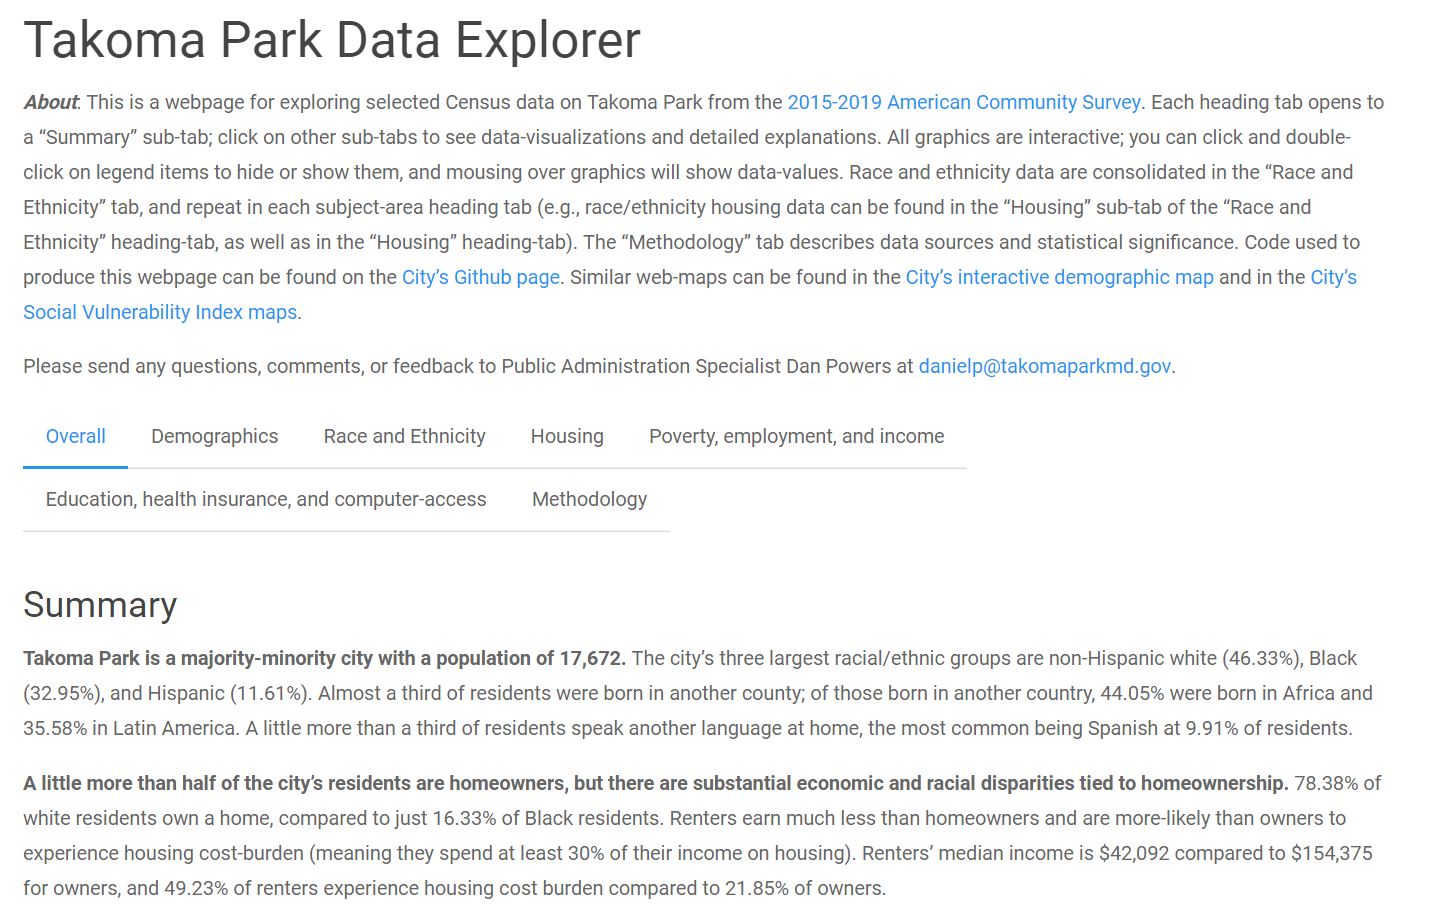 Takoma Park Data Explorer
About: This is a webpage for exploring selected Census data on Takoma Park from the 2015-2019 American Community Survey. Each heading tab opens to
a “Summary” sub-tab; click on other sub-tabs to see data-visualizations and detailed explanations. All graphics are interactive; you can click and double-
click on legend items to hide or show them, and mousing over graphics will show data-values. Race and ethnicity data are consolidated in the “Race and
Ethnicity” tab, and repeat in each subject-area heading tab (e.g., race/ethnicity housing data can be found in the “Housing” sub-tab of the “Race and
Ethnicity” heading-tab, as well as in the “Housing” heading-tab). The “Methodology” tab describes data sources and statistical significance. Code used to
produce this webpage can be found on the City’s Github page. Similar web-maps can be found in the City’s interactive demographic map and in the City’s
Social Vulnerability Index maps.
Please send any questions, comments, or feedback to Public Administration Specialist Dan Powers at danielp@takomaparkmd.gov.
Overall Demographics Race and Ethnicity Housing Poverty, employment, and income
Education, health insurance, and computer-access Methodology
Summary
Takoma Park is a majority-minority city with a population of 17,672. The city’s three largest racial/ethnic groups are non-Hispanic white (46.33%), Black
(32.95%), and Hispanic (11.61%). Almost a third of residents were born in another county; of those born in another country, 44.05% were born in Africa and
35.58% in Latin America. A little more than a third of residents speak another language at home, the most common being Spanish at 9.91% of residents.
A little more than half of the city’s residents are homeowners, but there are substantial economic and racial disparities tied to homeownership. 78.38% of
white residents own a home, compared to just 16.33% of Black residents. Renters earn much less than homeowners and are more-likely than owners to
experience housing cost-burden (meaning they spend at least 30% of their income on housing). Renters’ median income is $42,092 compared to $154,375
for owners, and 49.23% of renters experience housing cost burden compared to 21.85% of owners.